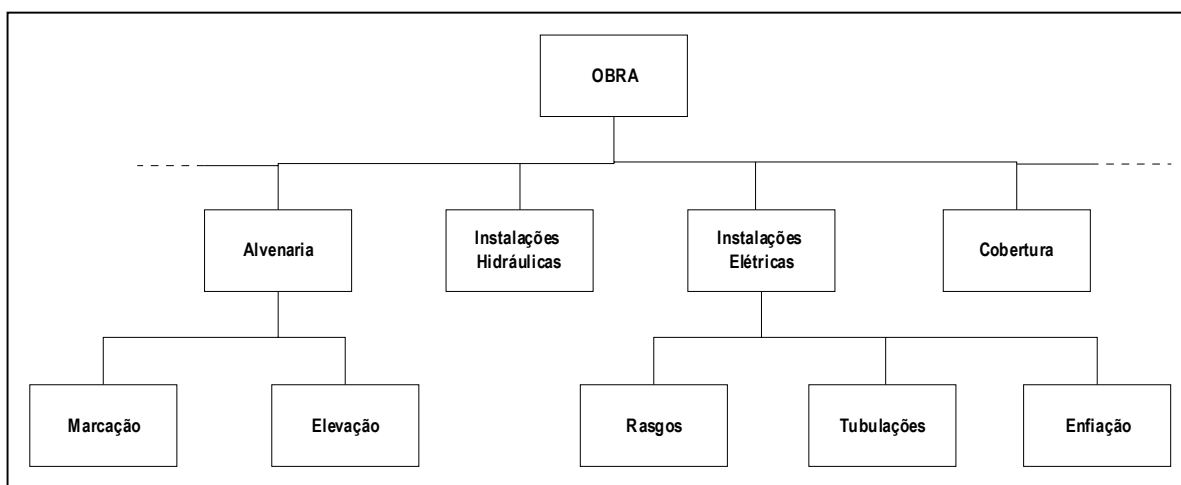 OBRA
Alvenaria
Instalações
Hidráulicas
Instalações
Elétricas
Cobertura
Marcação
Elevação
Rasgos
Tubulações
Enfiação